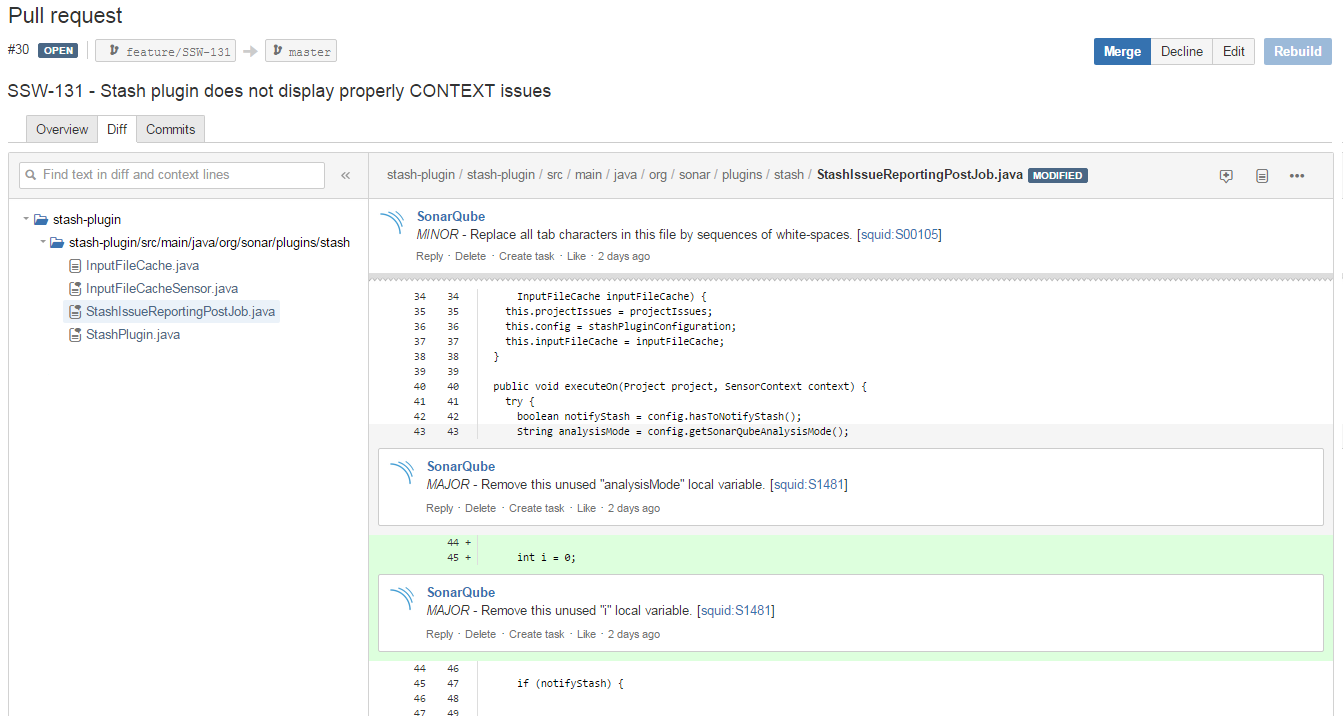 Pull request
#30 OPEN feature/SSW-131 master Merge Decline Edit Rebuild
SSW-131 - Stash plugin does not display properly CONTEXT issues
Overview Diff Commits
Find text in diff and context lines «
stash-plugin
stash-plugin/src/main/java/org/sonar/plugins/stash
InputFileCache.java
InputFileCacheSensor.java
StashIssueReportingPostJob.java
StashPlugin.java
stash-plugin / stash-plugin / src / main / java / org / sonar / plugins / stash / StashIssueReportingPostJob.java MODIFIED •••
SonarQube
MINOR - Replace all tab characters in this file by sequences of white-spaces. [squid:S00105]
Reply · Delete · Create task · Like · 2 days ago
34 34 InputFileCache inputFileCache) {
35 35 this.projectIssues = projectIssues;
36 36 this.config = stashPluginConfiguration;
37 37 this.inputFileCache = inputFileCache;
38 38 }
39 39
40 40 public void executeOn(Project project, SensorContext context) {
41 41 try {
42 42 boolean notifyStash = config.hasToNotifyStash();
43 43 String analysisMode = config.getSonarQubeAnalysisMode();
SonarQube
MAJOR - Remove this unused "analysisMode" local variable. [squid:S1481]
Reply · Delete · Create task · Like · 2 days ago
44 +
45 + int i = 0;
SonarQube
MAJOR - Remove this unused "i" local variable. [squid:S1481]
Reply · Delete · Create task · Like · 2 days ago
44 46
45 47 if (notifyStash) {
46 48
47 49